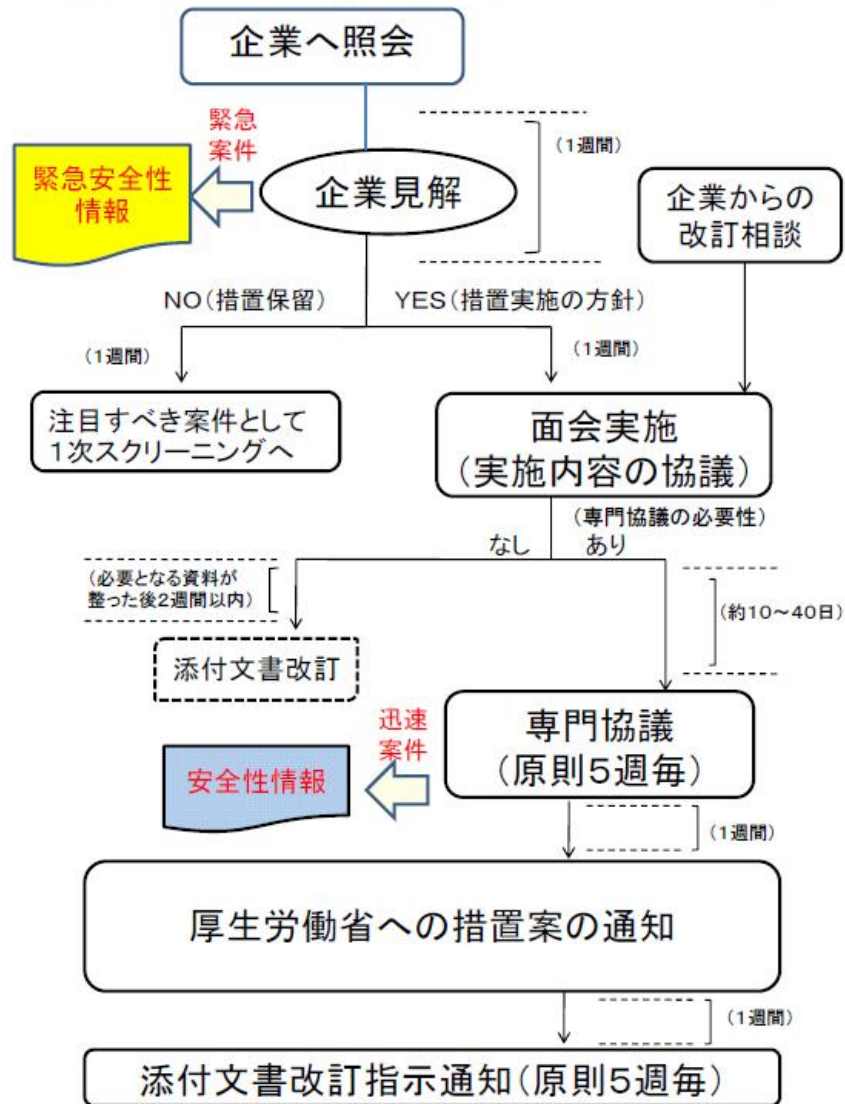 企業へ照会
緊急
案件
(1週間)
緊急安全性
情報
企業見解
企業からの
改訂相談
NO(措置保留)
YES(措置実施の方針)
(1週間)
(1週間)
注目すべき案件として
1次スクリーニングへ
面会実施
(実施内容の協議)
(専門協議の必要性)
なし
あり
(必要となる資料が
整った後2週間以内)
(約10~40日)
添付文書改訂
迅速
案件
専門協議
(原則5週毎)
安全性情報
(1週間)
厚生労働省への措置案の通知
(1週間)
添付文書改訂指示通知(原則5週毎)